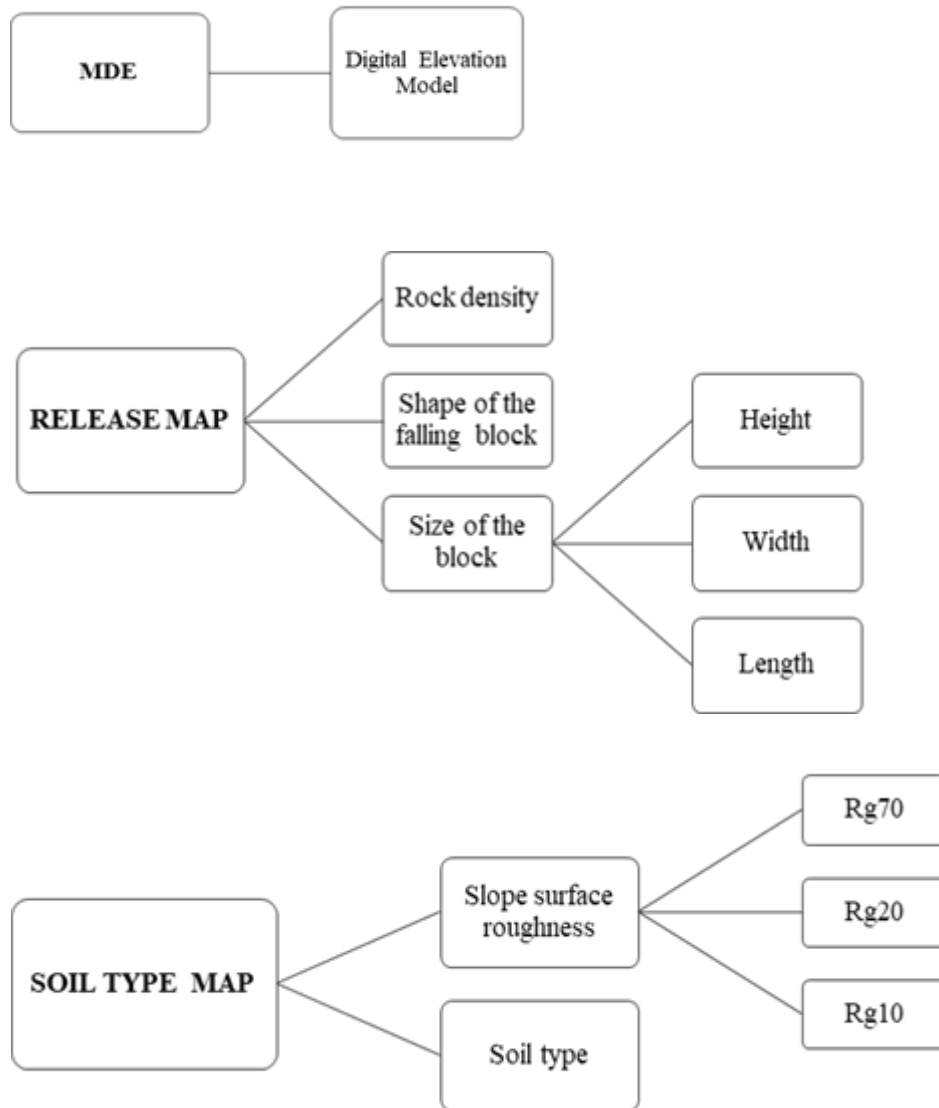 MDE
Digital Elevation
Model
RELEASE MAP
Rock density
Shape of the
falling block
Size of the
block
Height
Width
Length
SOIL TYPE MAP
Slope surface
roughness
Soil type
Rg70
Rg20
Rg10